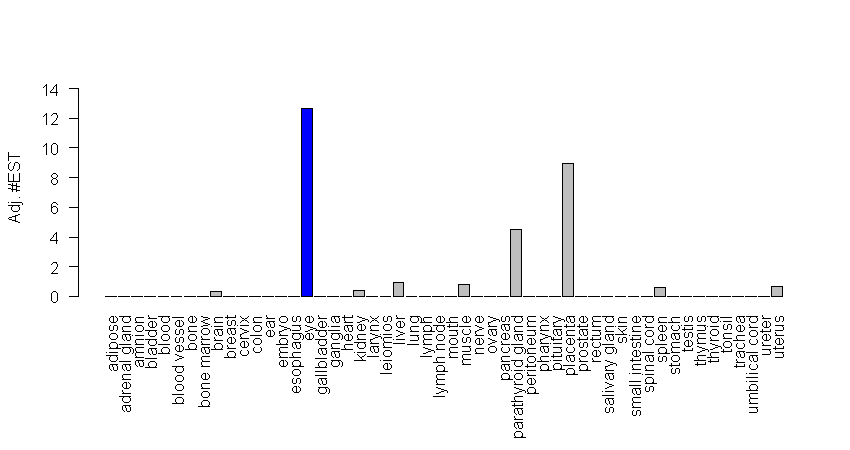 Adj. #EST
14
12
10
8
6
4
2
0
adipose
adrenal gland
amnion
bladder
blood
blood vessel
bone
bone marrow
brain
breast
cervix
colon
ear
embryo
esophagus
eye
gallbladder
ganglia
heart
kidney
larynx
leiomios
liver
lung
lymph
lymph node
mouth
muscle
nerve
ovary
pancreas
parathyroid gland
peritoneum
pharynx
pituitary
placenta
prostate
rectum
salivary gland
skin
small intestine
spinal cord
spleen
stomach
testis
thymus
thyroid
tonsil
trachea
umbilical cord
ureter
uterus